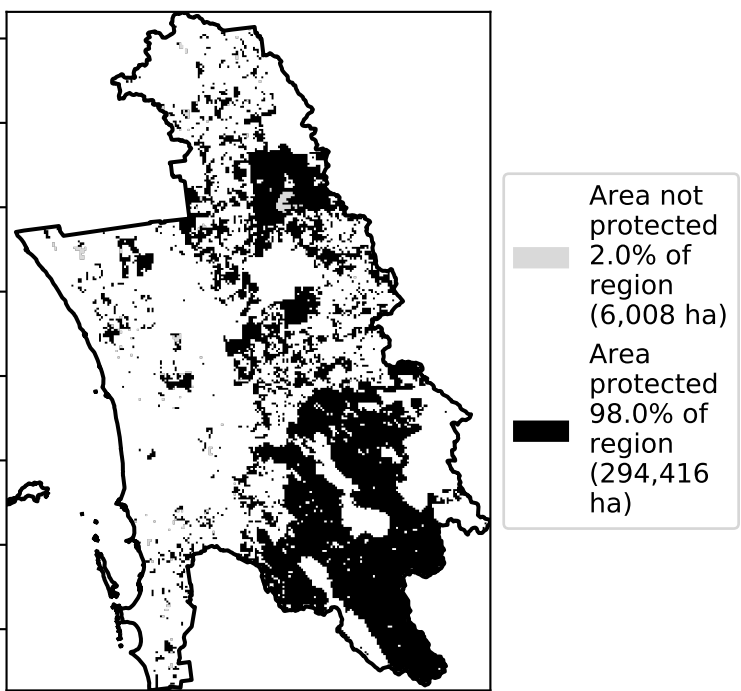 Area not
protected
2.0% of
region
(6,008 ha)
Area
protected
98.0% of
region
(294,416
ha)